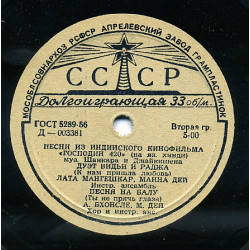 МОСОБЛСОВНАРХОЗ РСФСР АПРЕЛЕВСКИЙ ЗАВОД ГРАМПЛАСТИНОК
СССР
Долгоиграющая 33 об/м.
ГОСТ 5289-56
Д — 003381
Вторая гр.
5-00
ПЕСНИ ИЗ ИНДИЙСКОГО КИНОФИЛЬМА
"ГОСПОДИН 420" (на яз. хинди)
муз. Шанкара и Джайкишена
ДУЭТ ВИДЬИ И РАДЖА
(К нам пришла любовь)
ЛАТА МАНГЕШКАР, МАННА ДЕЙ
Инстр. ансамбль
ПЕСНЯ НА БАЛУ
(Ты не прячь глаза)
А. БХОНСЛЕ, М. ДЕЙ
Хор и инстр. анс.